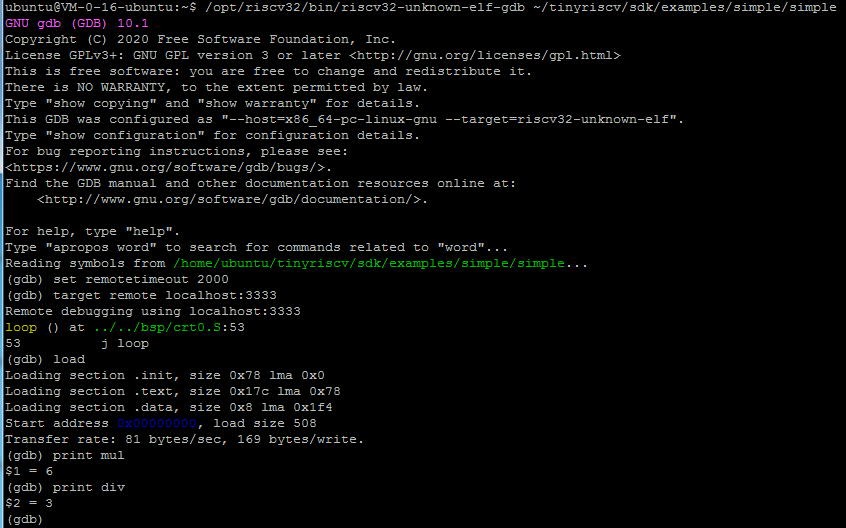 ubuntu@VM-0-16-ubuntu:~$ /opt/riscv32/bin/riscv32-unknown-elf-gdb ~/tinyriscv/sdk/examples/simple/simple
GNU gdb (GDB) 10.1
Copyright (C) 2020 Free Software Foundation, Inc.
License GPLv3+: GNU GPL version 3 or later <http://gnu.org/licenses/gpl.html>
This is free software: you are free to change and redistribute it.
There is NO WARRANTY, to the extent permitted by law.
Type "show copying" and "show warranty" for details.
This GDB was configured as "--host=x86_64-pc-linux-gnu --target=riscv32-unknown-elf".
Type "show configuration" for configuration details.
For bug reporting instructions, please see:
<https://www.gnu.org/software/gdb/bugs/>.
Find the GDB manual and other documentation resources online at:
    <http://www.gnu.org/software/gdb/documentation/>.
For help, type "help".
Type "apropos word" to search for commands related to "word"...
Reading symbols from /home/ubuntu/tinyriscv/sdk/examples/simple/simple...
(gdb) set remotetimeout 2000
(gdb) target remote localhost:3333
Remote debugging using localhost:3333
loop () at ../../bsp/crt0.S:53
53          j loop
(gdb) load
Loading section .init, size 0x78 lma 0x0
Loading section .text, size 0x17c lma 0x78
Loading section .data, size 0x8 lma 0x1f4
Start address 0x00000000, load size 508
Transfer rate: 81 bytes/sec, 169 bytes/write.
(gdb) print mul
$1 = 6
(gdb) print div
$2 = 3
(gdb)